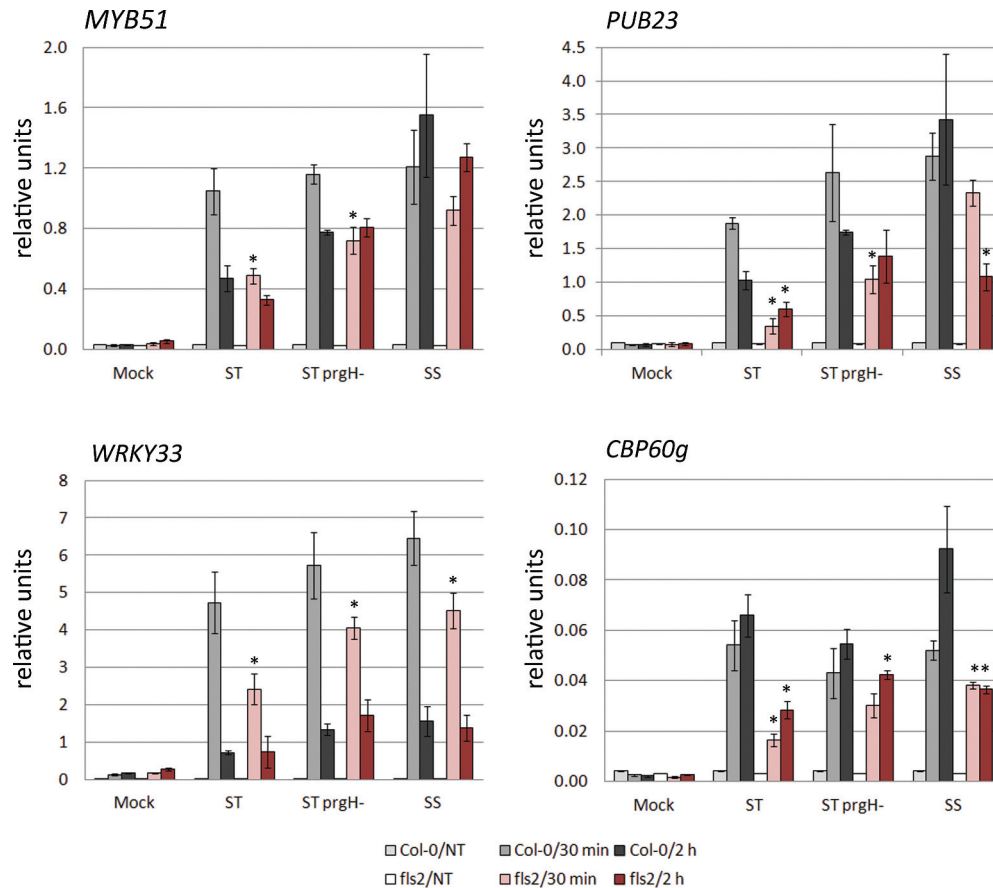 MYB51
PUB23
relative units
2.0
1.6
1.2
0.8
0.4
0.0
*
*
Mock
ST
ST prgH-
SS
relative units
4.5
4.0
3.5
3.0
2.5
2.0
1.5
1.0
0.5
0.0
*
*
*
*
Mock
ST
ST prgH-
SS
WRKY33
CBP60g
relative units
8
7
6
5
4
3
2
1
0
*
*
*
Mock
ST
ST prgH-
SS
relative units
0.12
0.10
0.08
0.06
0.04
0.02
0.00
*
*
*
**
Mock
ST
ST prgH-
SS
Col-0/NT Col-0/30 min Col-0/2 h
fls2/NT fls2/30 min fls2/2 h